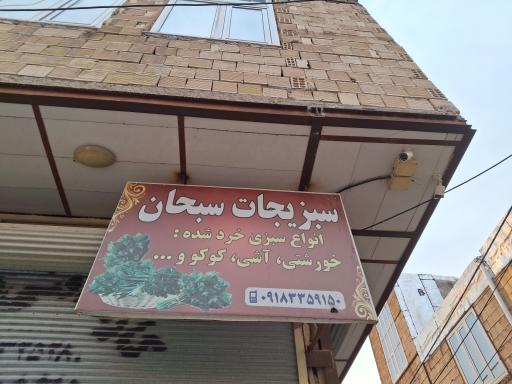 سبزیجات سبحان
انواع سبزی خرد شده :
خورشتی، آشی، کوکو و ...
۰۹۱۸۳۳۵۹۱۵۰